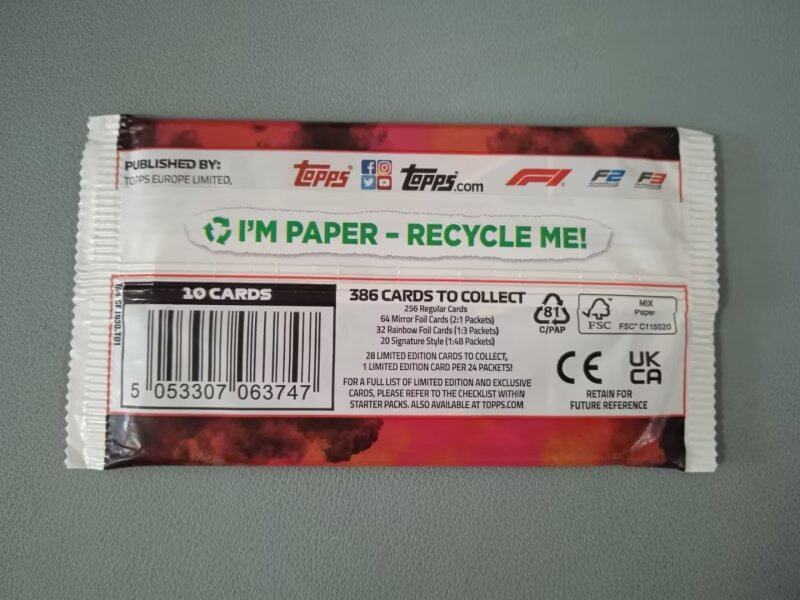 PUBLISHED BY:
TOPPS EUROPE LIMITED,
Topps
Topps.com
F1
F2
F3
I'M PAPER – RECYCLE ME!
10 CARDS
5 053307 063747
386 CARDS TO COLLECT
256 Regular Cards
64 Mirror Foil Cards (2:1 Packets)
32 Rainbow Foil Cards (1:3 Packets)
20 Signature Style (1:48 Packets)
28 LIMITED EDITION CARDS TO COLLECT,
1 LIMITED EDITION CARD PER 24 PACKETS!
FOR A FULL LIST OF LIMITED EDITION AND EXCLUSIVE
CARDS, PLEASE REFER TO THE CHECKLIST WITHIN
STARTER PACKS. ALSO AVAILABLE AT TOPPS.COM
81
C/PAP
FSC
MIX
Paper
FSC™ C115020
CE
UK
CA
RETAIN FOR
FUTURE REFERENCE